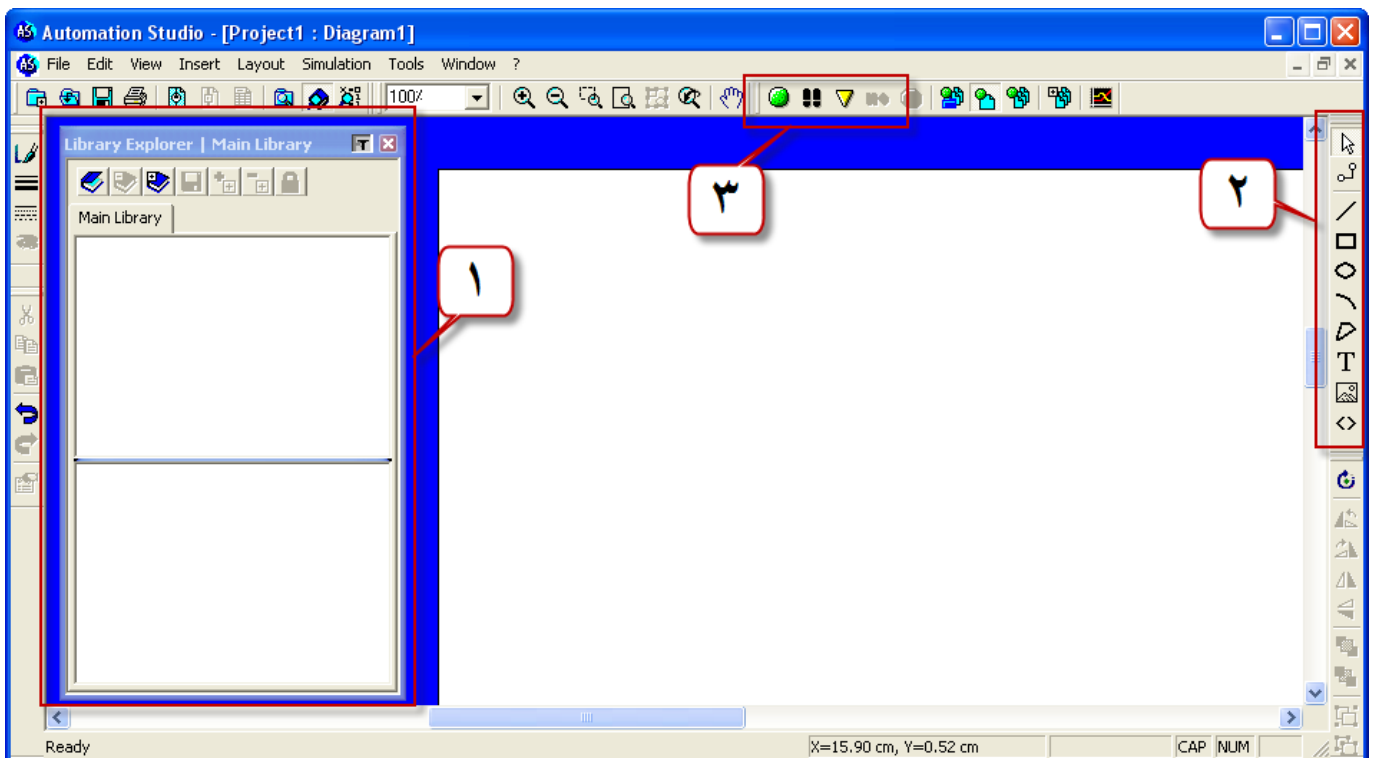 Automation Studio - [Project1 : Diagram1]
File Edit View Insert Layout Simulation Tools Window ?
100%
Library Explorer | Main Library
Main Library
۱
۲
۳
T
Ready
X=15.90 cm, Y=0.52 cm
CAP NUM